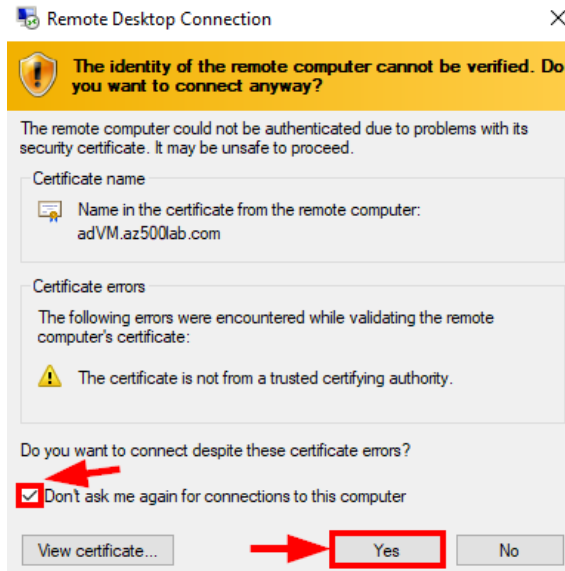 Remote Desktop Connection
The identity of the remote computer cannot be verified. Do
you want to connect anyway?
The remote computer could not be authenticated due to problems with its
security certificate. It may be unsafe to proceed.
Certificate name
Name in the certificate from the remote computer:
adVM.az500lab.com
Certificate errors
The following errors were encountered while validating the remote
computer's certificate:
The certificate is not from a trusted certifying authority.
Do you want to connect despite these certificate errors?
Don't ask me again for connections to this computer
View certificate...
Yes
No